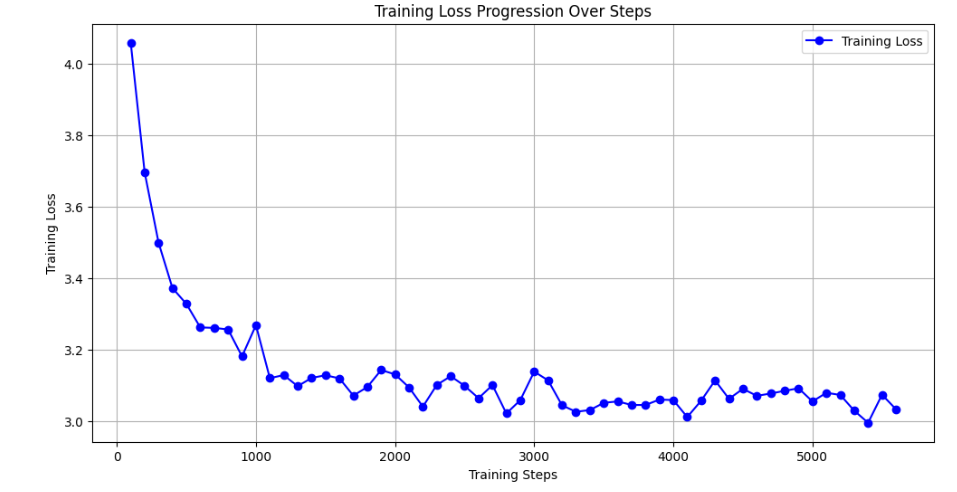 Training Loss Progression Over Steps
Training Loss
4.0
3.8
3.6
3.4
3.2
3.0
Training Loss
0 1000 2000 3000 4000 5000
Training Steps